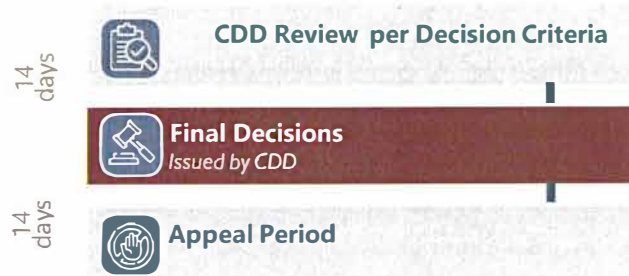 CDD Review per Decision Criteria
14
days
Final Decisions
Issued by CDD
14
days
Appeal Period